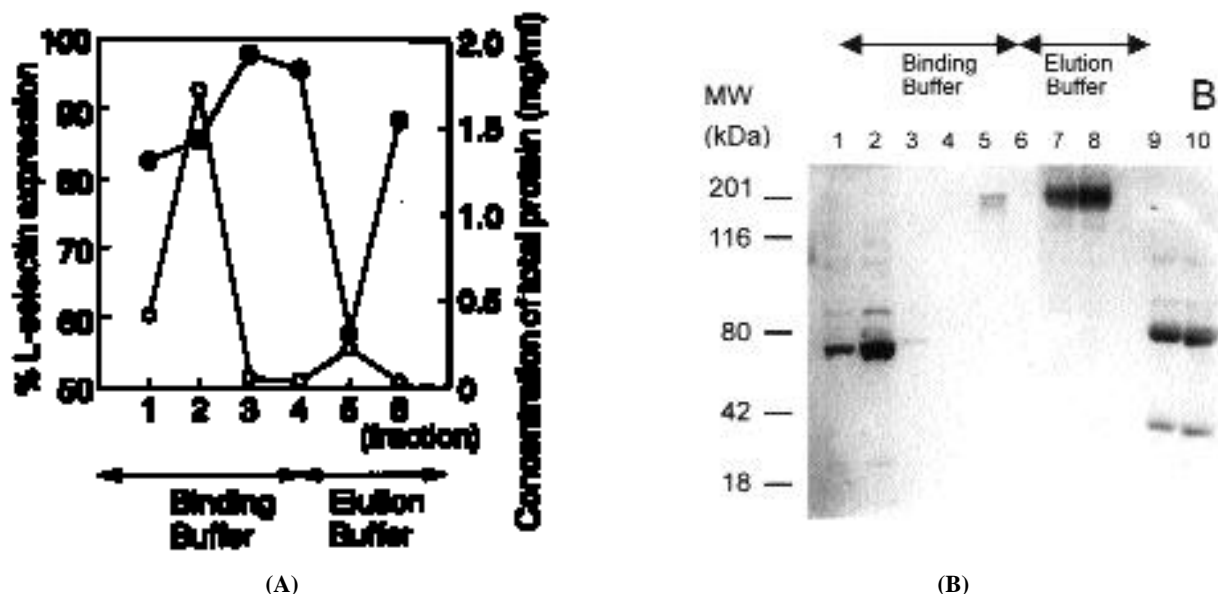 100
90
80
70
60
50
% L-selectin expression
2.0
1.5
1.0
0.5
0
Concentration of total protein (mg/ml)
1 2 3 4 5 6
(fraction)
Binding Buffer
Elution Buffer
(A)
Binding Buffer
Elution Buffer
B
MW
(kDa)
1 2 3 4 5 6 7 8 9 10
201
116
80
42
18
(B)